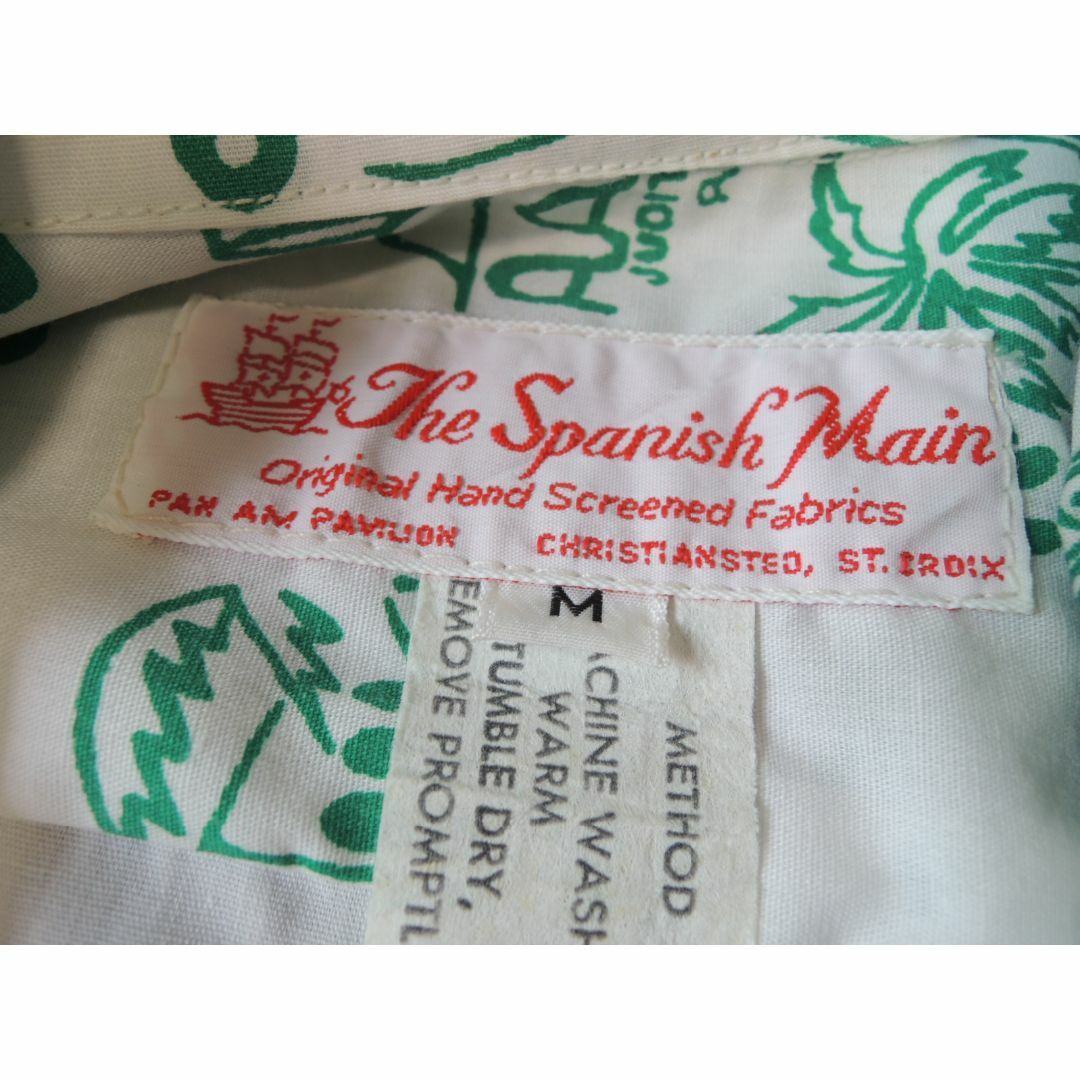 The Spanish Main
Original Hand Screened Fabrics
PAN AM PAVILION CHRISTIANSTED, ST. CROIX
M
METHOD
ACHINE WASH
WARM
TUMBLE DRY,
EMOVE PROMPTL